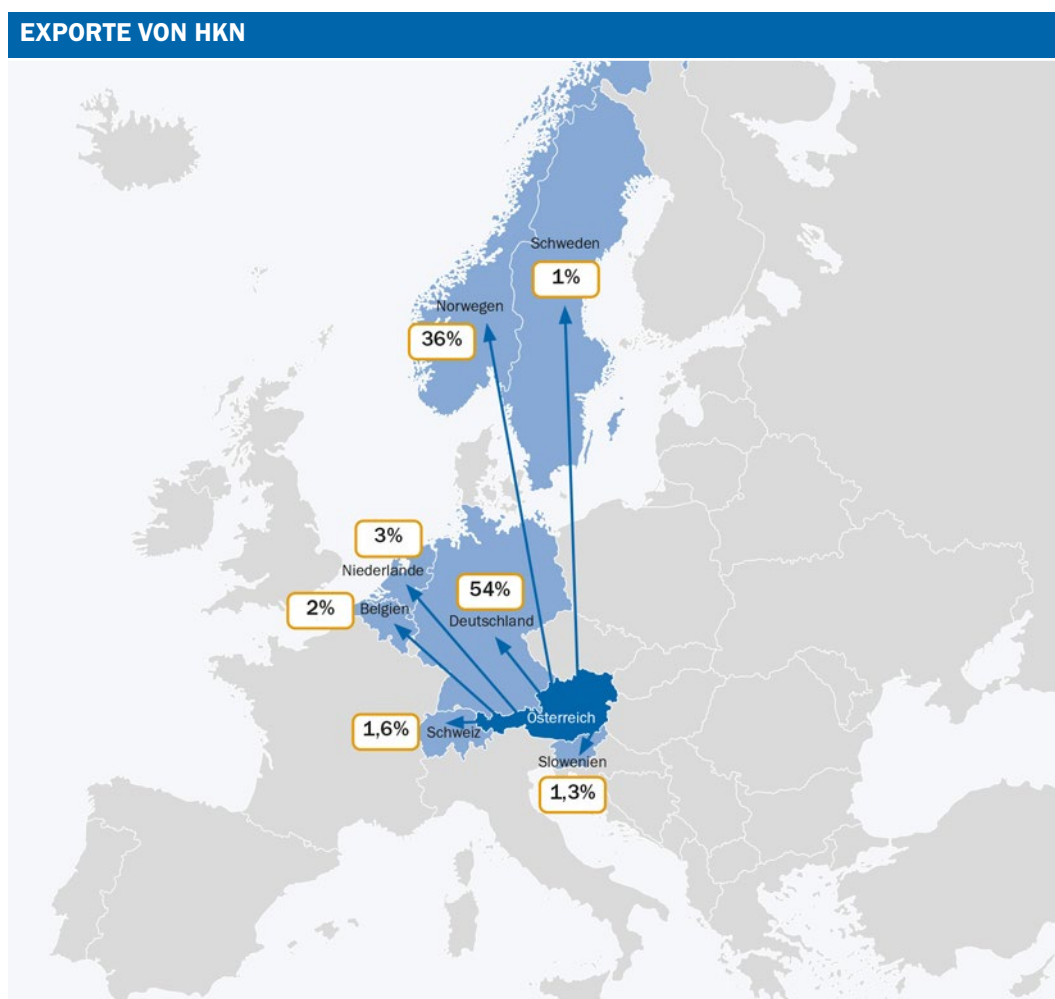 EXPORTE VON HKN
Schweden
1%
Norwegen
36%
3%
Niederlande
54%
2%
Belgien
Deutschland
Österreich
1,6%
Schweiz
Slowenien
1,3%